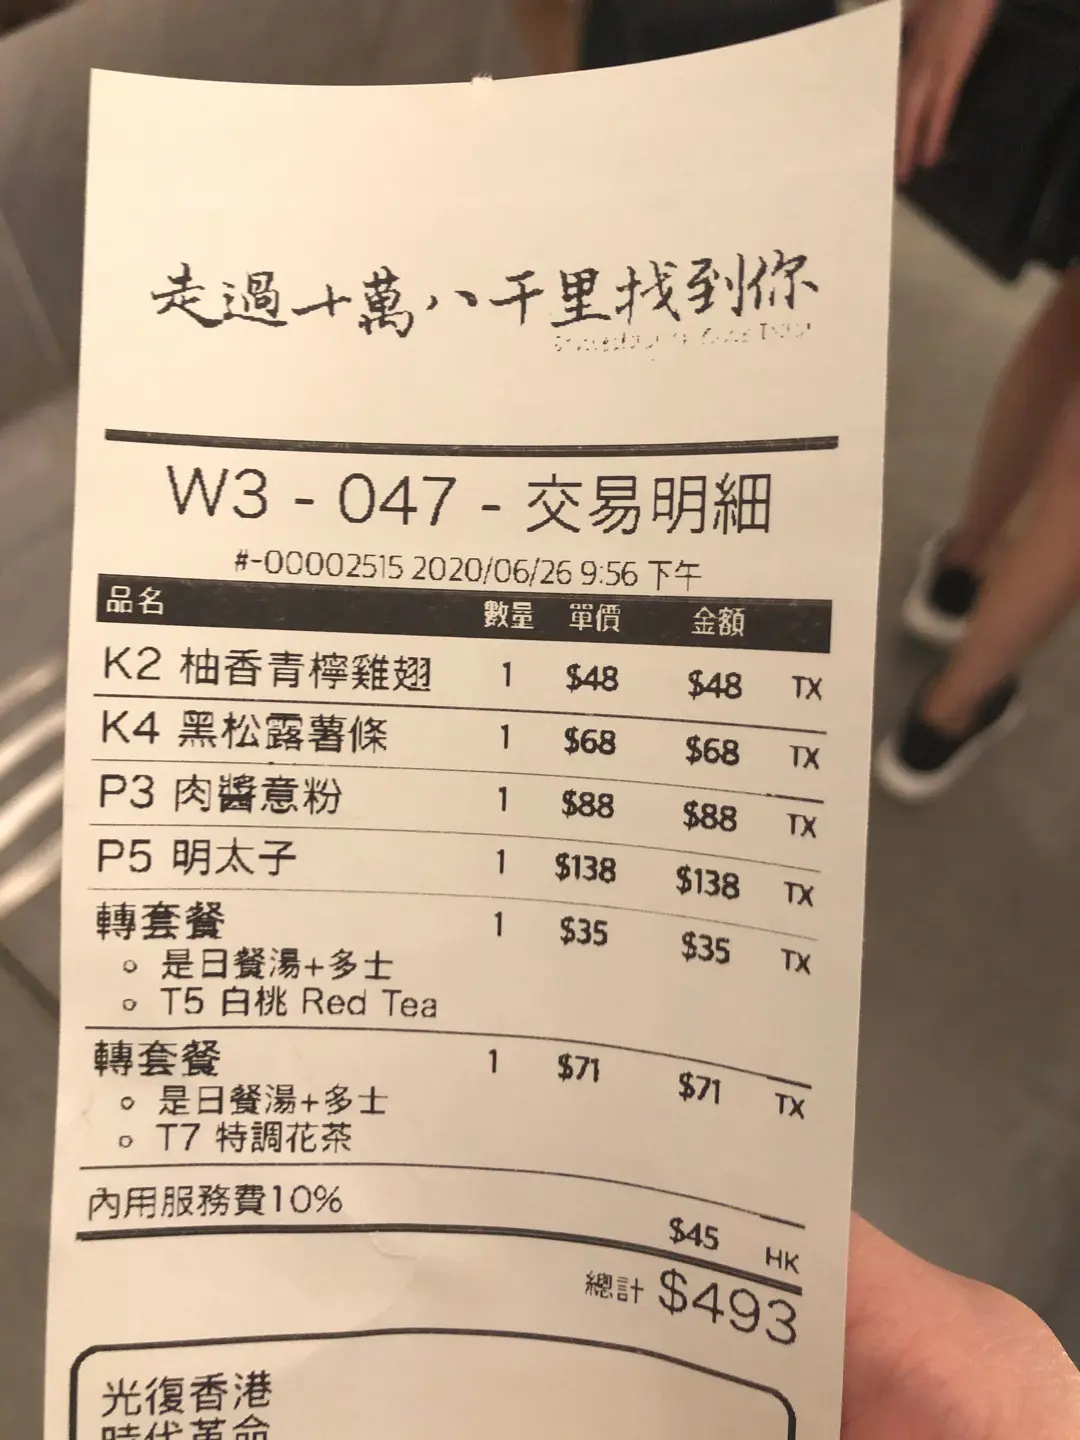 走過十萬八千里找到你
W3 - 047 - 交易明細
#-00002515 2020/06/26 9:56 下午
品名 數量 單價 金額
K2 柚香青檸雞翅 1 $48 $48 TX
K4 黑松露薯條 1 $68 $68 TX
P3 肉醬意粉 1 $88 $88 TX
P5 明太子 1 $138 $138 TX
轉套餐 1 $35 $35 TX
是日餐湯+多士
T5 白桃 Red Tea
轉套餐 1 $71 $71 TX
是日餐湯+多士
T7 特調花茶
內用服務費10% $45 HK
總計 $493
光復香港
時代革命